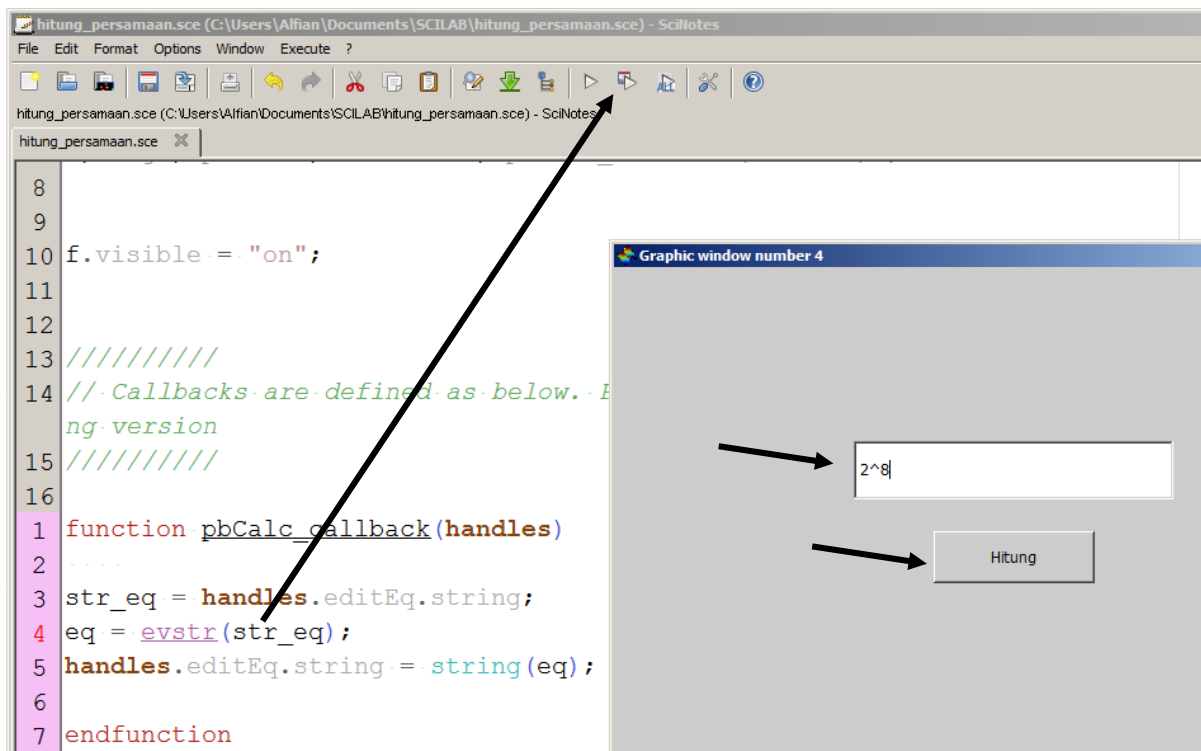 hitung_persamaan.sce (C:\Users\Alfian\Documents\SCILAB\hitung_persamaan.sce) - SciNotes
File Edit Format Options Window Execute ?
hitung_persamaan.sce (C:\Users\Alfian\Documents\SCILAB\hitung_persamaan.sce) - SciNotes
hitung_persamaan.sce
8
9
10 f.visible = "on";
11
12
13 //////////
14 // Callbacks are defined as below.
ng version
15 //////////
16
1 function pbCalc_callback(handles)
2
3 str_eq = handles.editEq.string;
4 eq = evstr(str_eq);
5 handles.editEq.string = string(eq);
6
7 endfunction
Graphic window number 4
2^8
Hitung